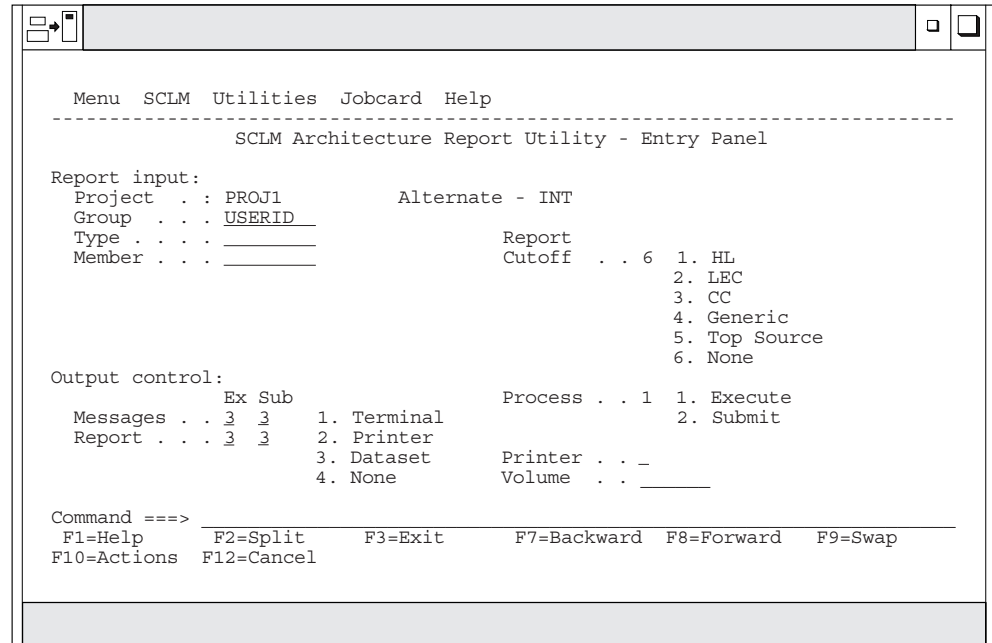 Menu  SCLM  Utilities  Jobcard  Help
------------------------------------------------------------------------------
SCLM Architecture Report Utility - Entry Panel
Report input:
Project  . : PROJ1          Alternate - INT
Group  . . . USERID
Type . . . . ________                Report
Member . . . ________                Cutoff  . . 6  1. HL
2. LEC
3. CC
4. Generic
5. Top Source
6. None
Output control:
Ex Sub                     Process . . 1  1. Execute
Messages . . 3  3    1. Terminal                    2. Submit
Report . . . 3  3    2. Printer
3. Dataset      Printer . . _
4. None         Volume  . . ______
Command ===> _________________________________________________________________
F1=Help      F2=Split     F3=Exit      F7=Backward  F8=Forward   F9=Swap
F10=Actions  F12=Cancel